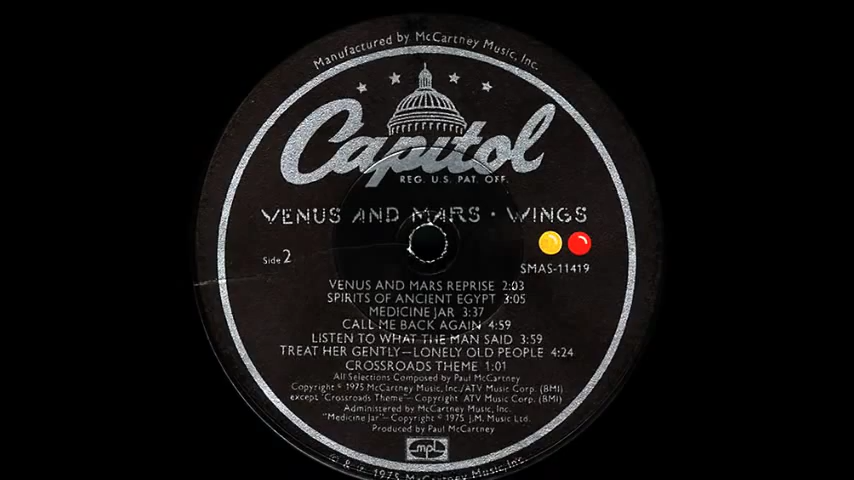 Manufactured by McCartney Music, Inc.
Capitol
REG. U.S. PAT. OFF.
VENUS AND MARS • WINGS
Side 2
SMAS-11419
VENUS AND MARS REPRISE 2:03
SPIRITS OF ANCIENT EGYPT 3:05
MEDICINE JAR 3:37
CALL ME BACK AGAIN 4:59
LISTEN TO WHAT THE MAN SAID 3:59
TREAT HER GENTLY—LONELY OLD PEOPLE 4:24
CROSSROADS THEME 1:01
All Selections Composed by Paul McCartney
Copyright © 1975 McCartney Music, Inc./ATV Music Corp. (BMI)
except "Crossroads Theme"—Copyright ATV Music Corp. (BMI)
Administered by McCartney Music, Inc.
"Medicine Jar"—Copyright © 1975 J.M. Music Ltd.
Produced by Paul McCartney
mpl
1975 McCartney Music, Inc.